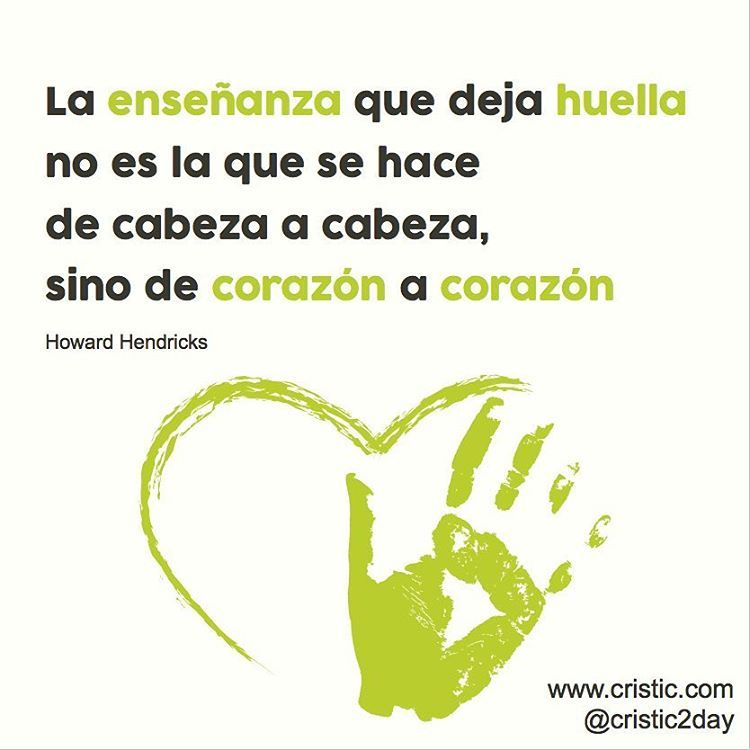 La enseñanza que deja huella
no es la que se hace
de cabeza a cabeza,
sino de corazón a corazón
Howard Hendricks
www.cristic.com
@cristic2day